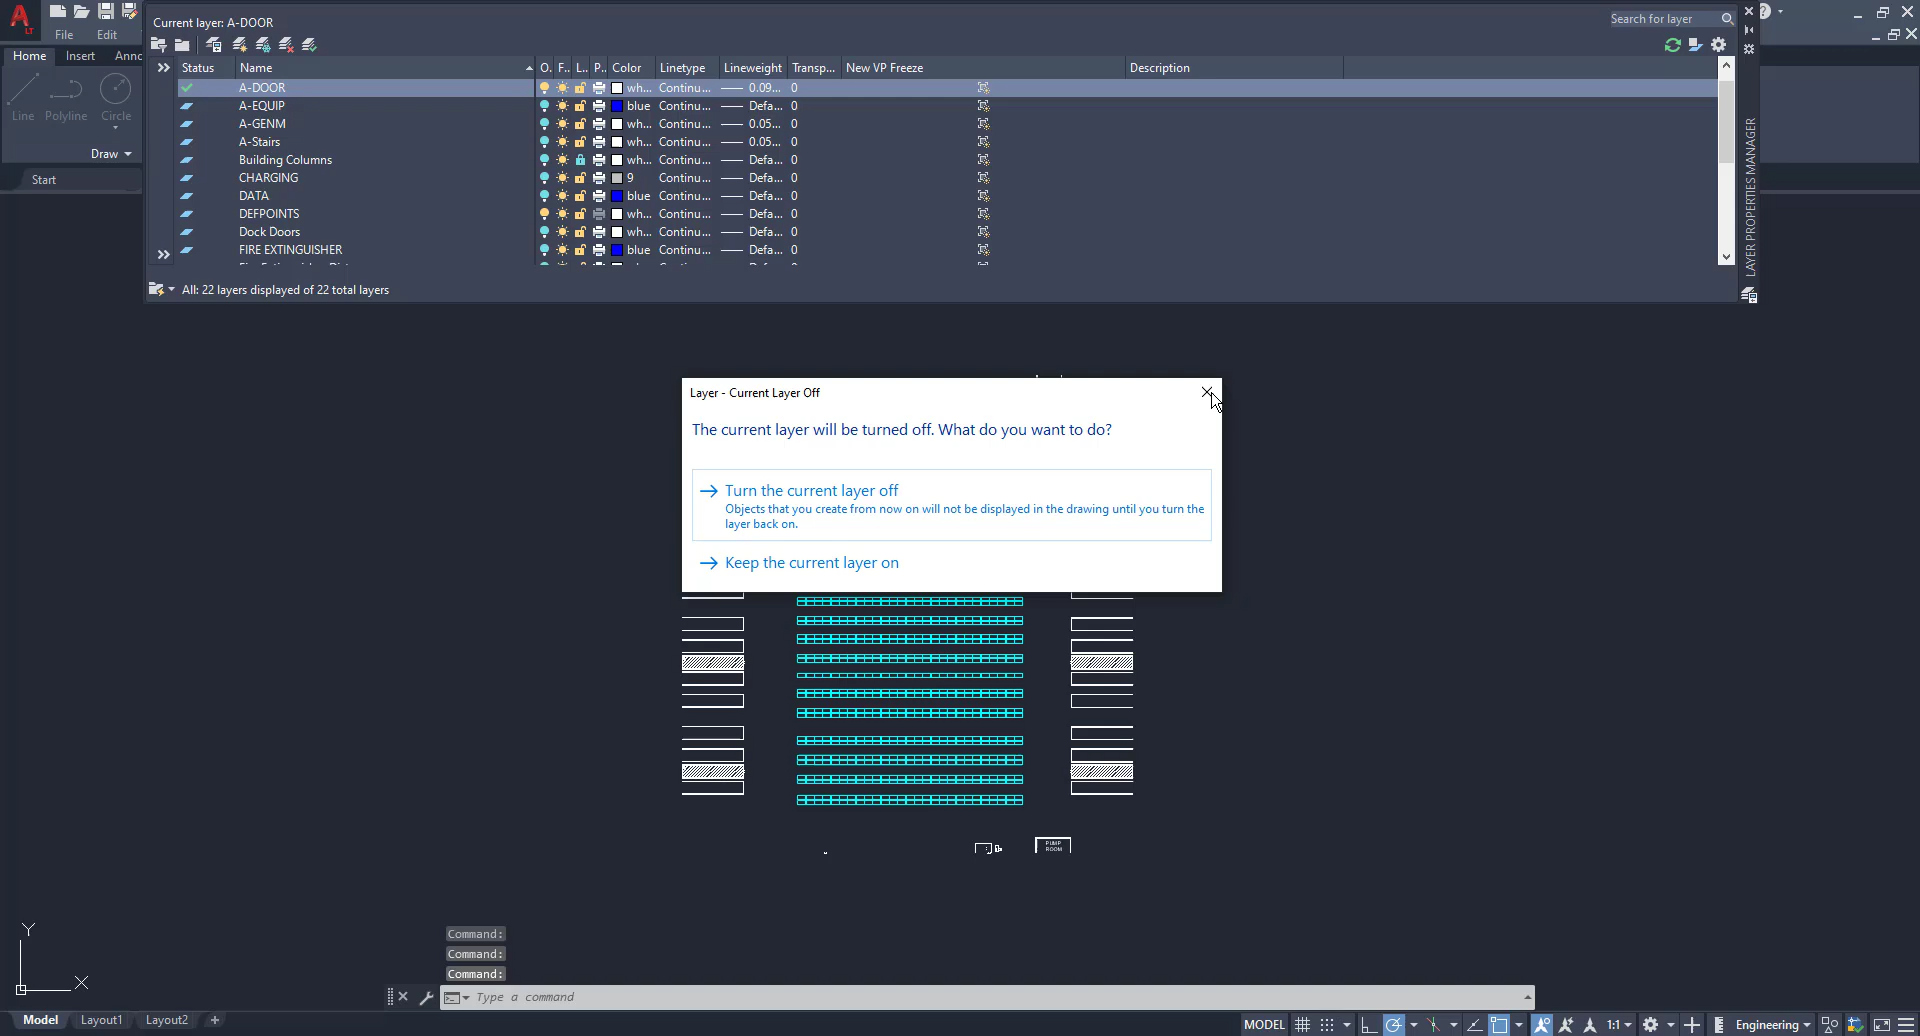 Current layer: A-DOOR
Search for layer
LT
File Edit
Home Insert Anno
Line Polyline Circle
Draw
Start
Status Name O. F.. L.. P.. Color Linetype Lineweight Transp... New VP Freeze Description
A-DOOR wh... Continu... 0.09... 0
A-EQUIP blue Continu... Defa... 0
A-GENM wh... Continu... 0.05... 0
A-Stairs wh... Continu... 0.05... 0
Building Columns wh... Continu... Defa... 0
CHARGING 9 Continu... Defa... 0
DATA blue Continu... Defa... 0
DEFPOINTS wh... Continu... Defa... 0
Dock Doors wh... Continu... Defa... 0
FIRE EXTINGUISHER blue Continu... Defa... 0
All: 22 layers displayed of 22 total layers
LAYER PROPERTIES MANAGER
Layer - Current Layer Off
The current layer will be turned off. What do you want to do?
Turn the current layer off
Objects that you create from now on will not be displayed in the drawing until you turn the
layer back on.
Keep the current layer on
PUMP
ROOM
Y
X
Command:
Command:
Command:
Type a command
Model Layout1 Layout2 +
MODEL 1:1 Engineering